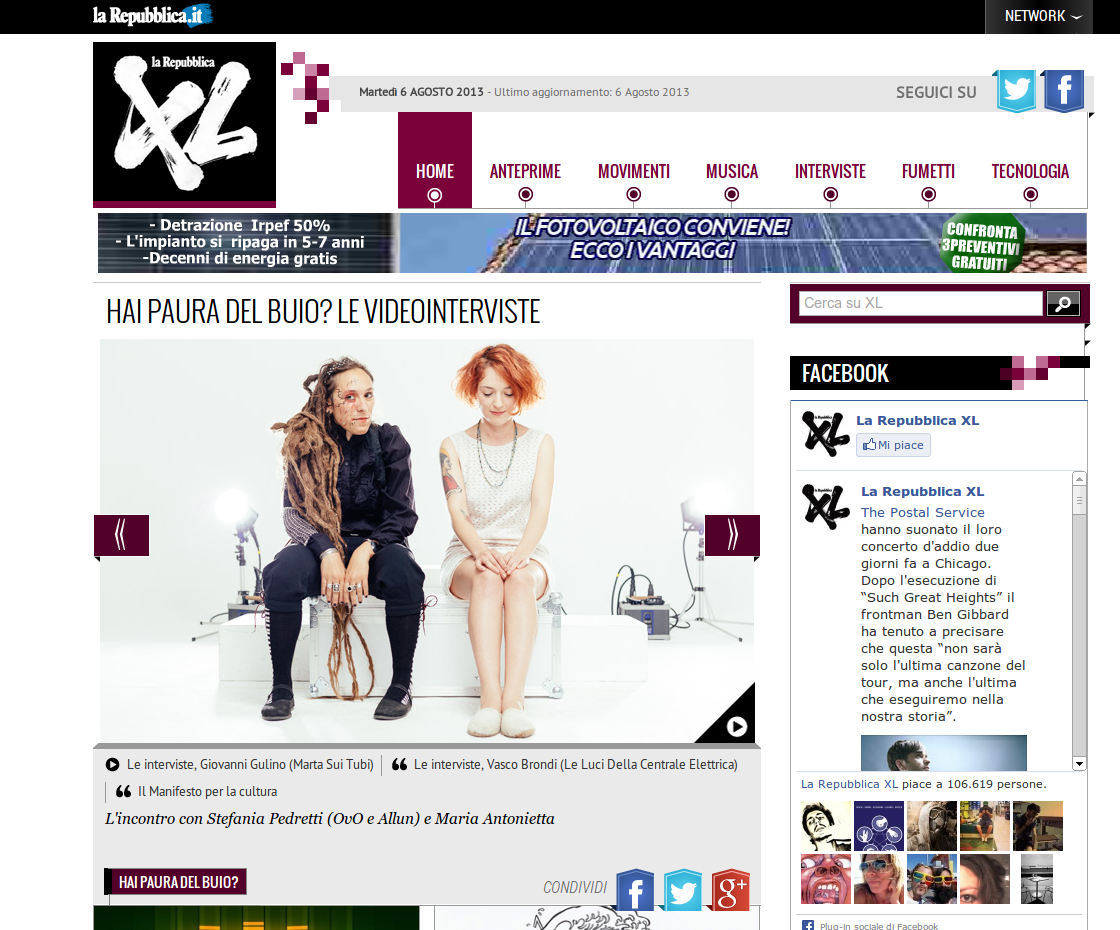 la Repubblica.it
NETWORK
la Repubblica
XL
Martedì 6 AGOSTO 2013 - Ultimo aggiornamento: 6 Agosto 2013
SEGUICI SU
HOME
ANTEPRIME
MOVIMENTI
MUSICA
INTERVISTE
FUMETTI
TECNOLOGIA
- Detrazione Irpef 50%
- L'impianto si ripaga in 5-7 anni
-Decenni di energia gratis
IL FOTOVOLTAICO CONVIENE!
ECCO I VANTAGGI
CONFRONTA
3PREVENTIVI
GRATUITI
HAI PAURA DEL BUIO? LE VIDEOINTERVISTE
Le interviste, Giovanni Gulino (Marta Sui Tubi)
Le interviste, Vasco Brondi (Le Luci Della Centrale Elettrica)
Il Manifesto per la cultura
L'incontro con Stefania Pedretti (OvO e Allun) e Maria Antonietta
HAI PAURA DEL BUIO?
CONDIVIDI
f
g+
Cerca su XL
FACEBOOK
XL
La Repubblica XL
Mi piace
XL
La Repubblica XL
The Postal Service
hanno suonato il loro
concerto d'addio due
giorni fa a Chicago.
Dopo l'esecuzione di
“Such Great Heights” il
frontman Ben Gibbard
ha tenuto a precisare
che questa “non sarà
solo l'ultima canzone del
tour, ma anche l'ultima
che eseguiremo nella
nostra storia”.
La Repubblica XL piace a 106.619 persone.
Plug-in sociale di Facebook